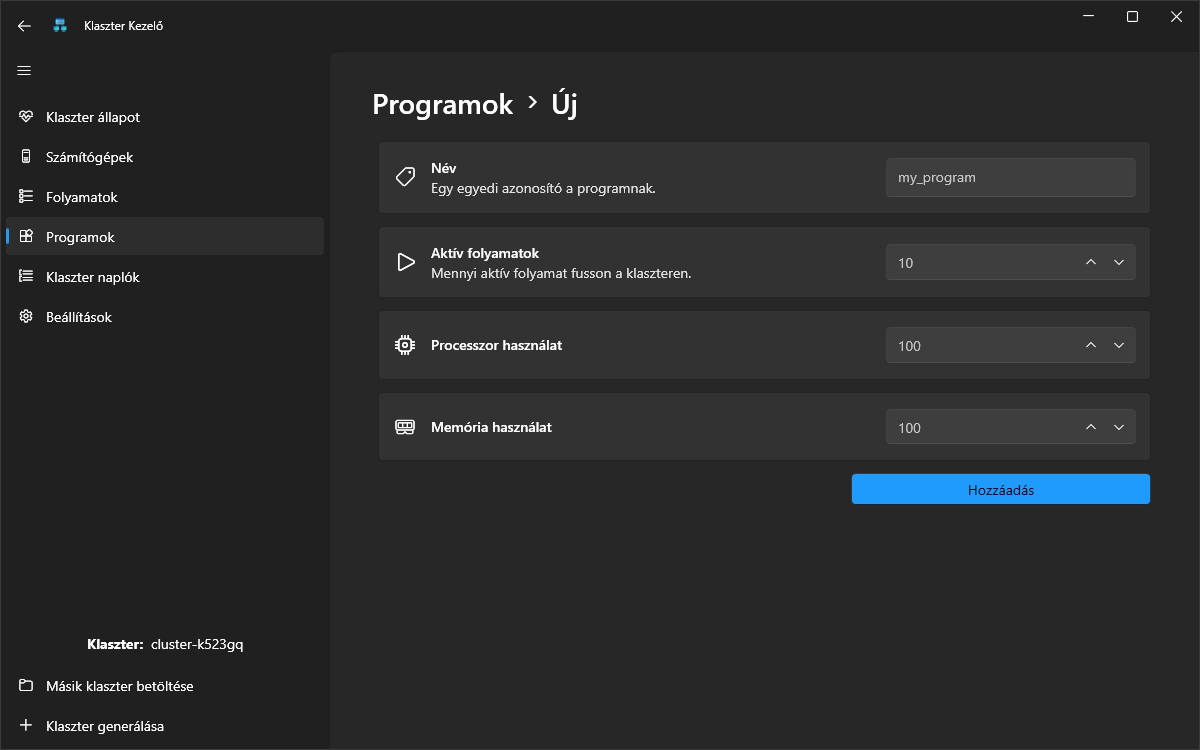 Klaszter Kezelő
Klaszter állapot
Számítógépek
Folyamatok
Programok
Klaszter naplók
Beállítások
Klaszter: cluster-k523gq
Másik klaszter betöltése
Klaszter generálása
Programok > Új
Név
Egy egyedi azonosító a programnak.
my_program
Aktív folyamatok
Mennyi aktív folyamat fusson a klaszteren.
10
Processzor használat
100
Memória használat
100
Hozzáadás